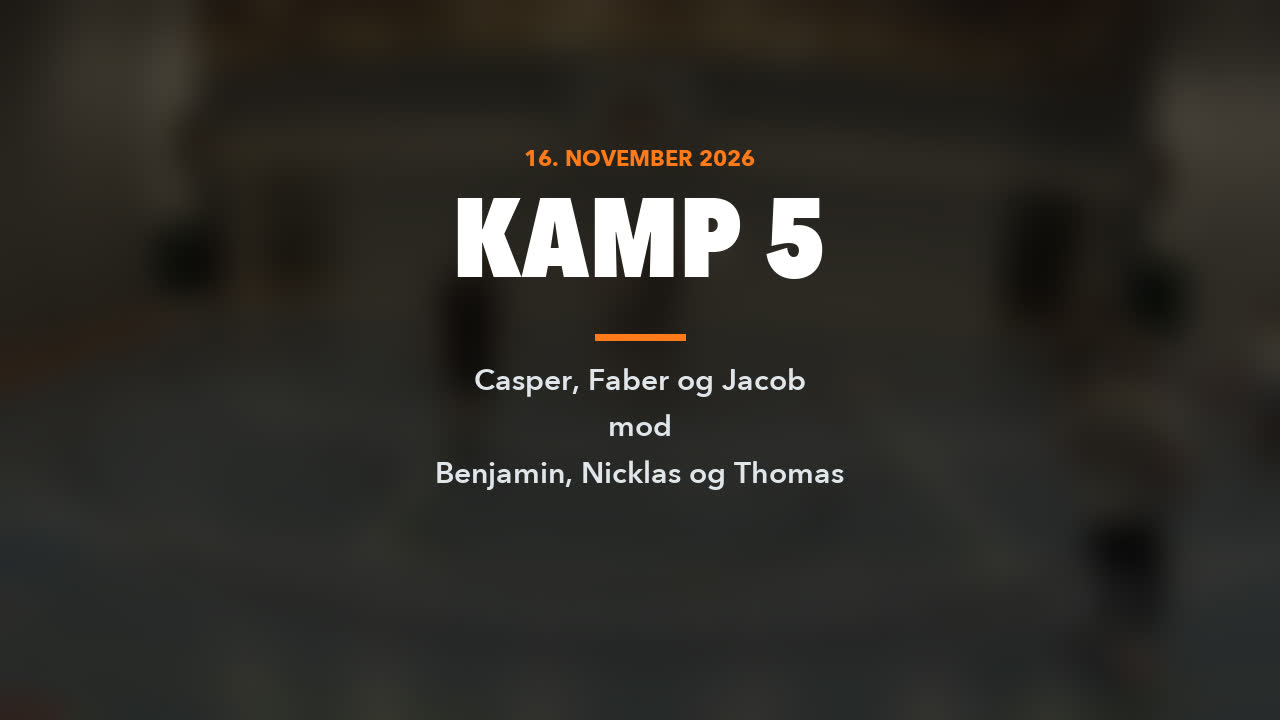 16. NOVEMBER 2026
KAMP 5
Casper, Faber og Jacob
mod
Benjamin, Nicklas og Thomas